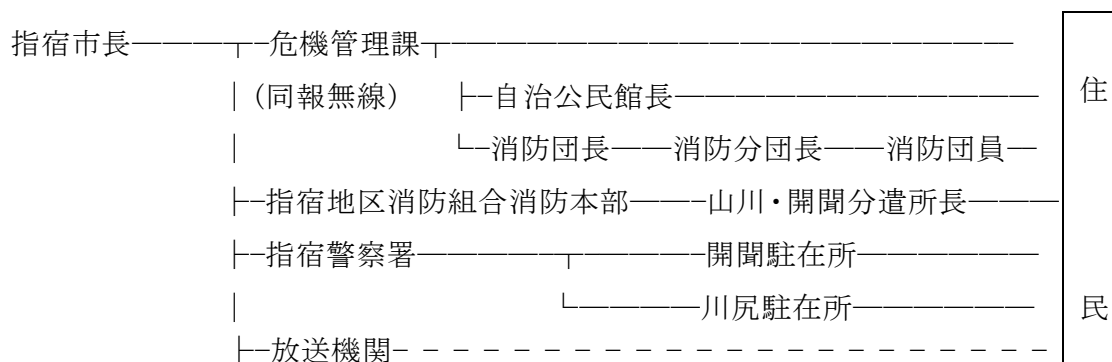 指宿市長――――┬−危機管理課┬―――――――――――――――――――
｜（同報無線） ├−自治公民館長――――――――――――
└−消防団長――消防分団長――消防団員―
├−指宿地区消防組合消防本部――−山川・開聞分遣所長―――
├−指宿警察署―――――┬――――−開聞駐在所――――――
｜ └――――川尻駐在所――――――
├−放送機関− − − − − − − − − − − − − − − − − − − − − −
住
民